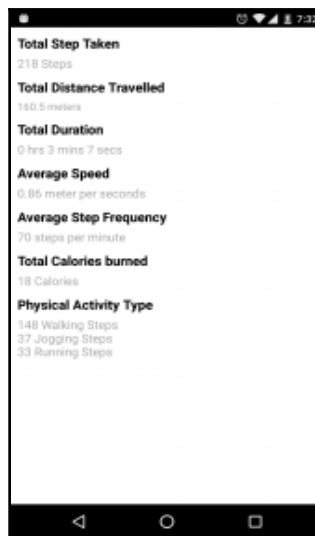 7:32
Total Step Taken
218 Steps
Total Distance Travelled
160.5 meters
Total Duration
0 hrs 3 mins 7 secs
Average Speed
0.86 meter per seconds
Average Step Frequency
70 steps per minute
Total Calories burned
18 Calories
Physical Activity Type
148 Walking Steps
37 Jogging Steps
33 Running Steps